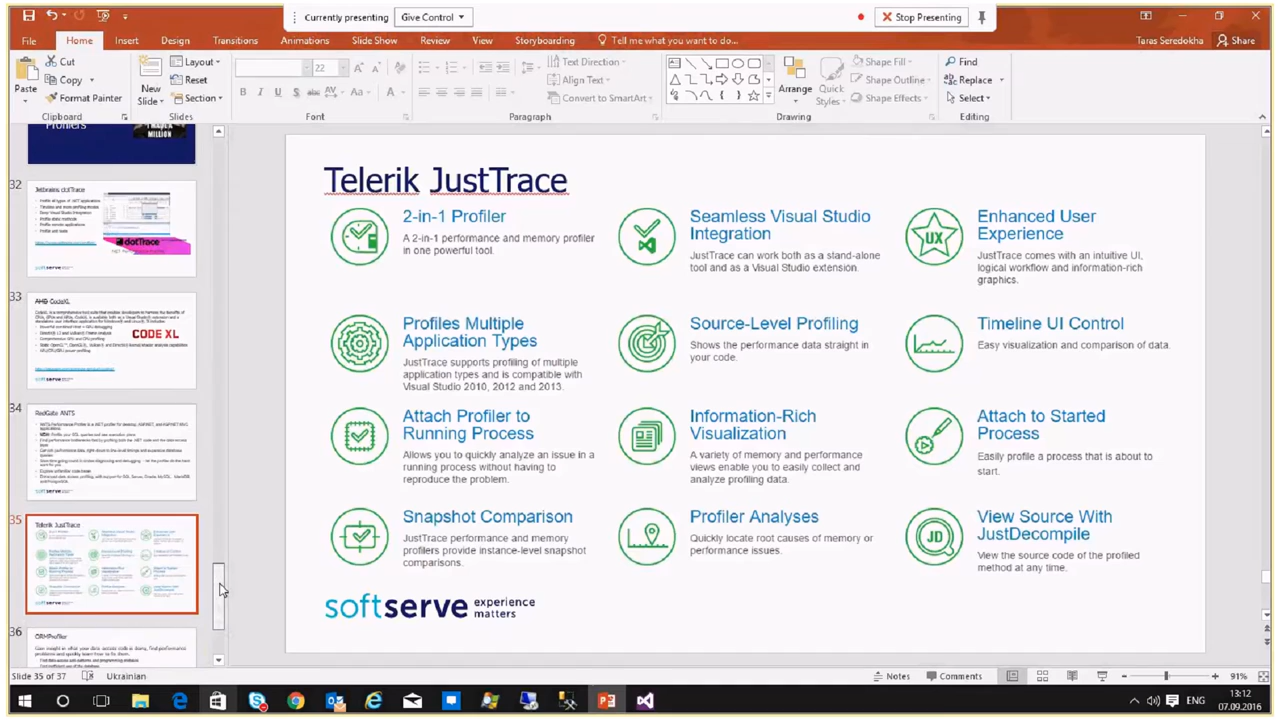 Currently presenting
Give Control
Stop Presenting
File
Home
Insert
Design
Transitions
Animations
Slide Show
Review
View
Storyboarding
Tell me what you want to do...
Taras Seredokha
Share
Paste
Cut
Copy
Format Painter
Clipboard
New
Slide
Layout
Reset
Section
Slides
22
Font
Text Direction
Align Text
Convert to SmartArt
Paragraph
Arrange
Quick
Styles
Shape Fill
Shape Outline
Shape Effects
Drawing
Find
Replace
Select
Editing
Profilers
MILLION
32
Jetbrains dotTrace
dotTrace
softserve
33
AMD CodeXL
CODE XL
softserve
34
RedGate ANTS
softserve
35
Telerik JustTrace
softserve
36
ORMProfiler
Telerik JustTrace
2-in-1 Profiler
A 2-in-1 performance and memory profiler
in one powerful tool.
Seamless Visual Studio
Integration
JustTrace can work both as a stand-alone
tool and as a Visual Studio extension.
UX
Enhanced User
Experience
JustTrace comes with an intuitive UI,
logical workflow and information-rich
graphics.
Profiles Multiple
Application Types
JustTrace supports profiling of multiple
application types and is compatible with
Visual Studio 2010, 2012 and 2013.
Source-Level Profiling
Shows the performance data straight in
your code.
Timeline UI Control
Easy visualization and comparison of data.
Attach Profiler to
Running Process
Allows you to quickly analyze an issue in a
running process without having to
reproduce the problem.
Information-Rich
Visualization
A variety of memory and performance
views enable you to easily collect and
analyze profiling data.
Attach to Started
Process
Easily profile a process that is about to
start.
Snapshot Comparison
JustTrace performance and memory
profilers provide instance-level snapshot
comparisons.
Profiler Analyses
Quickly locate root causes of memory or
performance issues.
JD
View Source With
JustDecompile
View the source code of the profiled
method at any time.
softserve experience
matters
Slide 35 of 37
Ukrainian
Notes
Comments
91%
ENG
13:12
07.09.2016